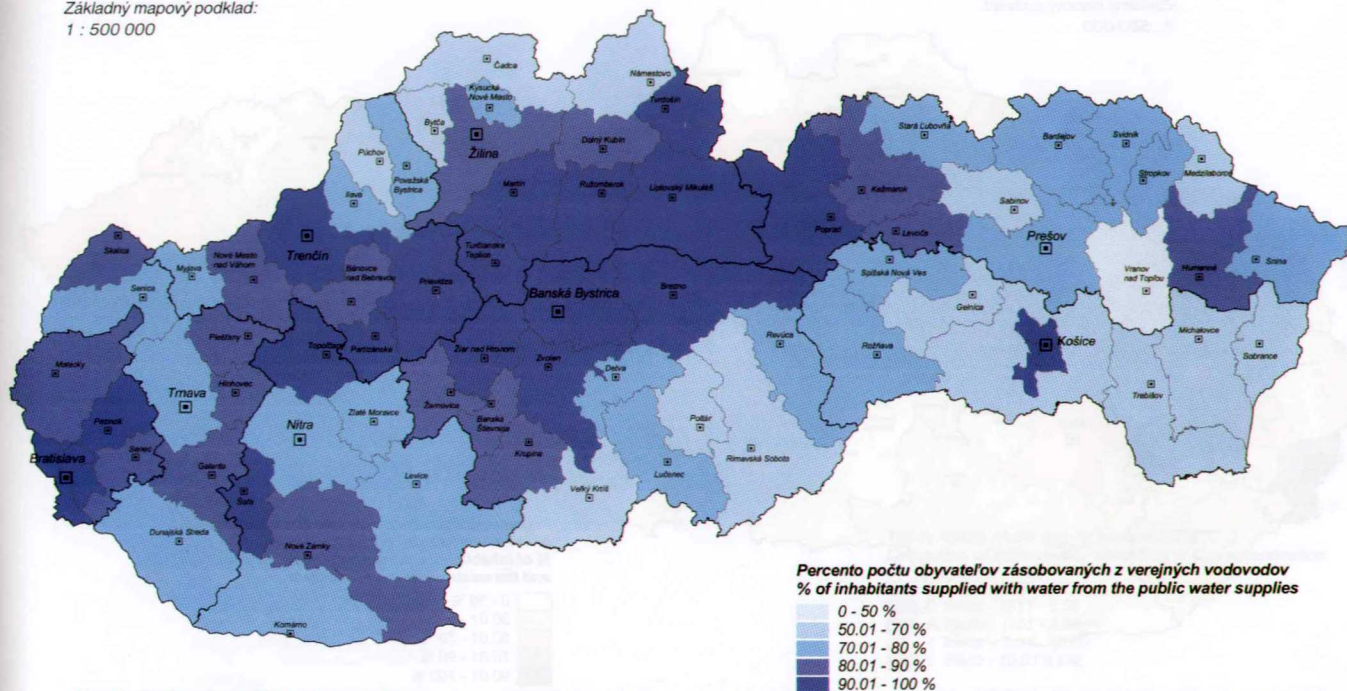 Základný mapový podklad:
1 : 500 000
Čadca
Námestovo
Kysucké
Nové Mesto
Tvrdošín
Bytča
Žilina
Dolný Kubín
Stará Ľubovňa
Bardejov
Svidník
Púchov
Považská
Bystrica
Stropkov
Medzilaborce
Ilava
Martin
Ružomberok
Liptovský Mikuláš
Kežmarok
Sabinov
Poprad
Levoča
Prešov
Skalica
Trenčín
Myjava
Nové Mesto
nad Váhom
Turčianske
Teplice
Bánovce
nad Bebravou
Prievidza
Spišská Nová Ves
Vranov
nad Topľou
Humenné
Snina
Senica
Banská Bystrica
Brezno
Gelnica
Piešťany
Topoľčany
Partizánske
Žiar nad Hronom
Zvolen
Revúca
Rožňava
Košice
Michalovce
Sobrance
Malacky
Hlohovec
Detva
Trnava
Zlaté Moravce
Žarnovica
Banská
Štiavnica
Poltár
Trebišov
Pezinok
Nitra
Krupina
Senec
Bratislava
Galanta
Šaľa
Levice
Lučenec
Rimavská Sobota
Veľký Krtíš
Dunajská Streda
Nové Zámky
Komárno
Percento počtu obyvateľov zásobovaných z verejných vodovodov
% of inhabitants supplied with water from the public water supplies
0 - 50 %
50.01 - 70 %
70.01 - 80 %
80.01 - 90 %
90.01 - 100 %